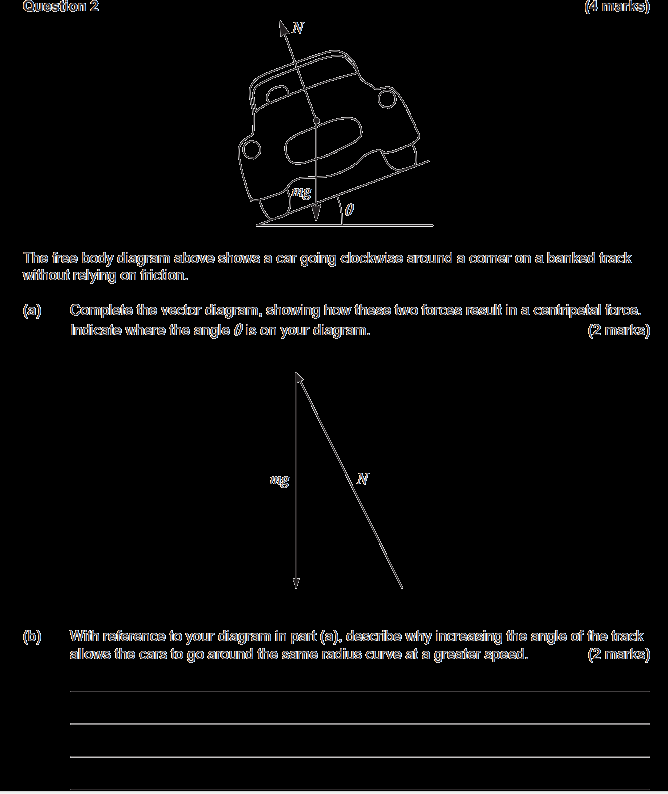 Question 2 (4 marks)
N
mg
θ
The free body diagram above shows a car going clockwise around a corner on a banked track
without relying on friction.
(a) Complete the vector diagram, showing how these two forces result in a centripetal force.
Indicate where the angle θ is on your diagram. (2 marks)
mg N
(b) With reference to your diagram in part (a), describe why increasing the angle of the track
allows the cars to go around the same radius curve at a greater speed. (2 marks)